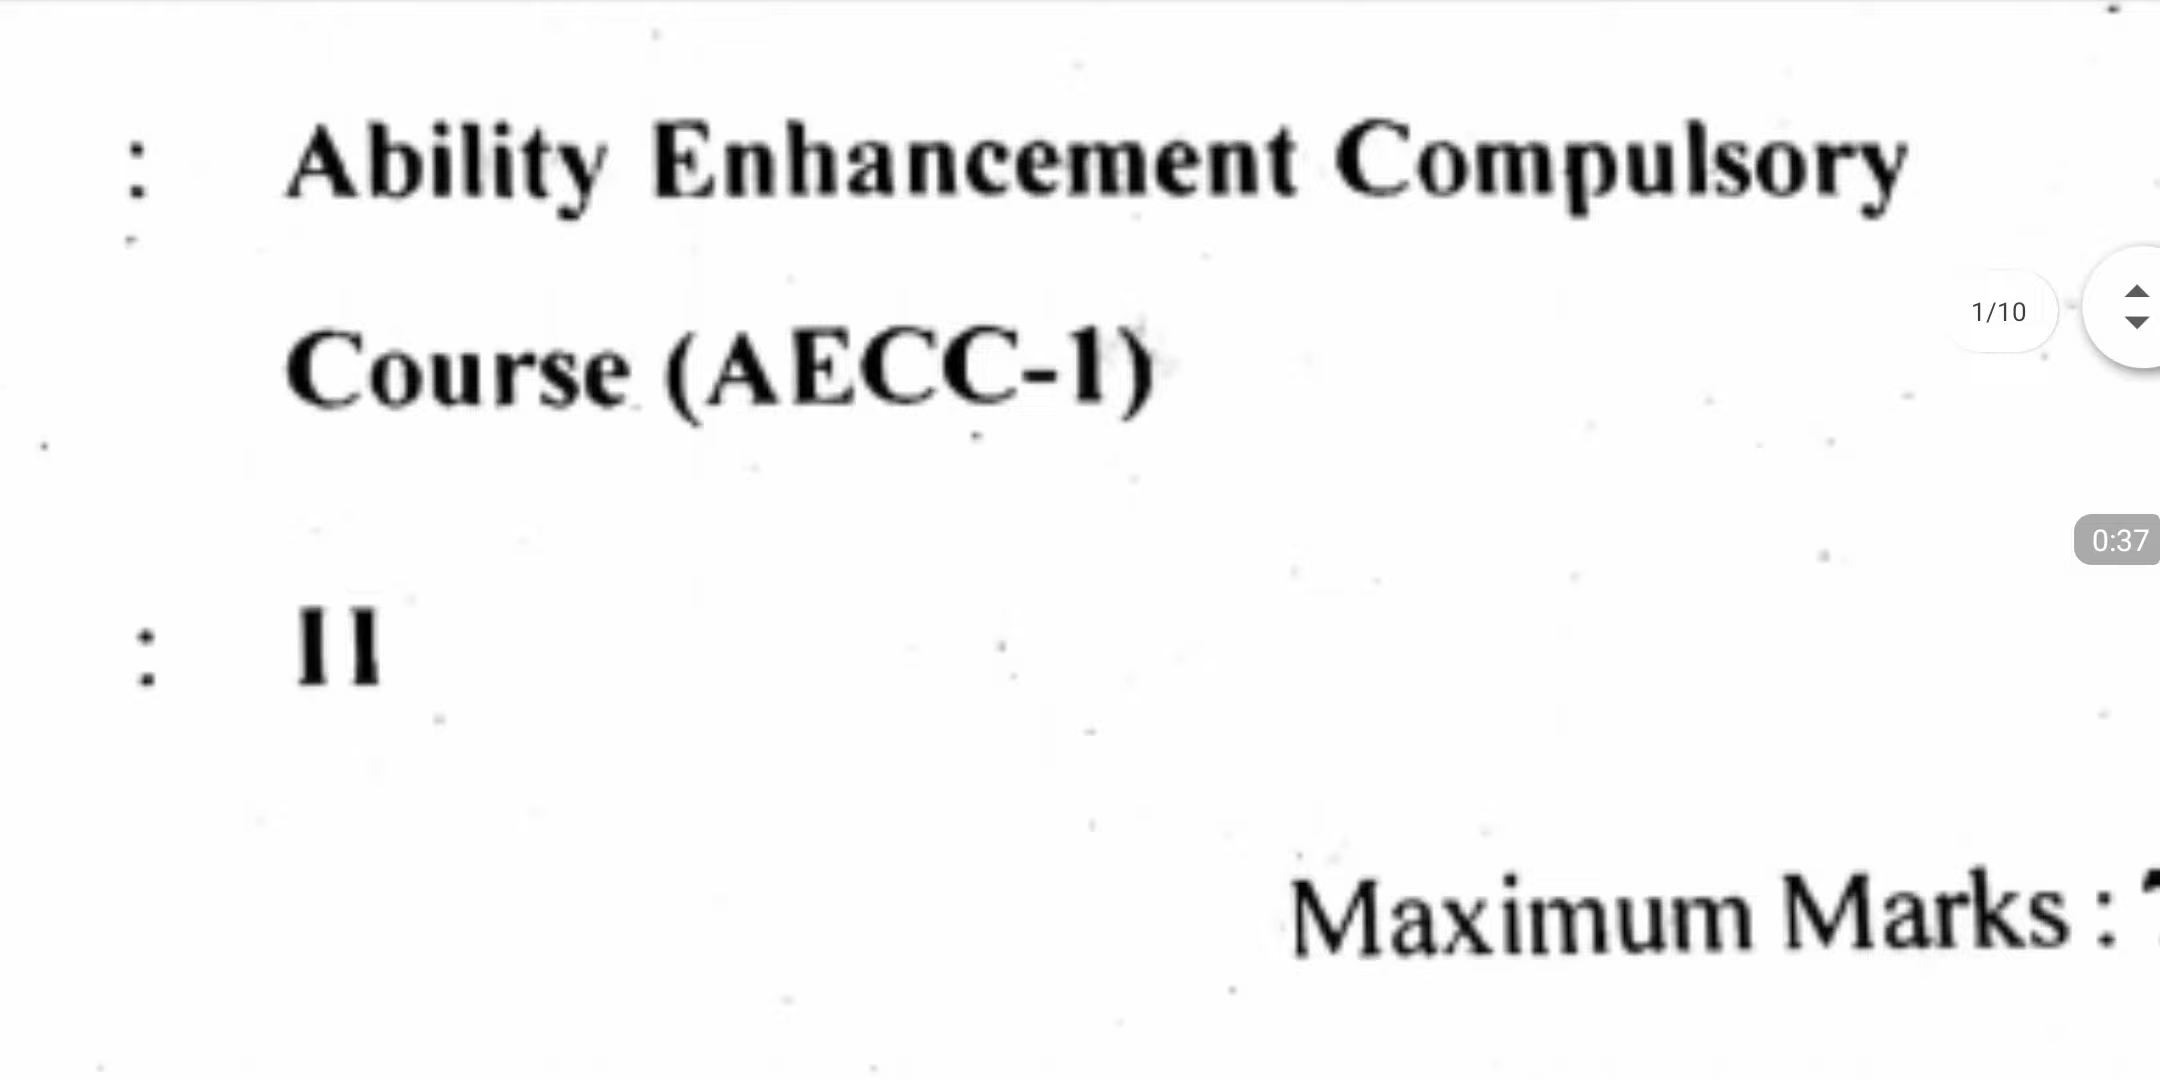 : Ability Enhancement Compulsory
Course (AECC-1)
1/10
0:37
: II
Maximum Marks :